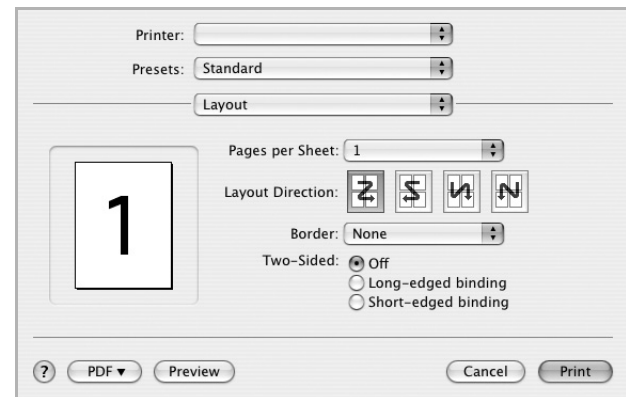 Printer:
Presets: Standard
Layout
Pages per Sheet: 1
Layout Direction:
1
Border: None
Two-Sided: Off
Long-edged binding
Short-edged binding
? PDF▼ Preview Cancel Print